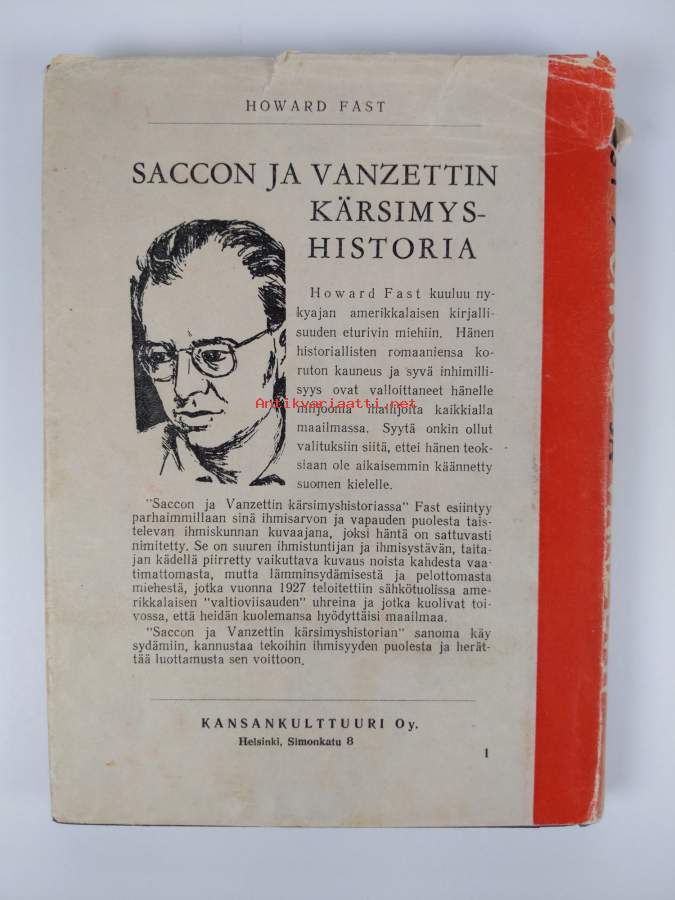 HOWARD FAST
SACCON JA VANZETTIN
KÄRSIMYS-
HISTORIA
Howard Fast kuuluu ny-
kyajan amerikkalaisen kirjalli-
suuden eturivin miehiin. Hänen
historiallisten romaaniensa ko-
ruton kauneus ja syvä inhimilli-
syys ovat valloittaneet hänelle
Antikvariaatti.net
miljoonia lukijoita kaikkialla
maailmassa. Syytä onkin ollut
valituksiin siitä, ettei hänen teok-
siaan ole aikaisemmin käännetty
suomen kielelle.
"Saccon ja Vanzettin kärsimyshistoriassa" Fast esiintyy
parhaimmillaan sinä ihmisarvon ja vapauden puolesta tais-
televan ihmiskunnan kuvaajana, joksi häntä on sattuvasti
nimitetty. Se on suuren ihmistuntijan ja ihmisystävän, taita-
jan kädellä piirretty vaikuttava kuvaus noista kahdesta vaa-
timattomasta, mutta lämminsydämisestä ja pelottomasta
miehestä, jotka vuonna 1927 teloitettiin sähkötuolissa ame-
rikkalaisen "valtioviisauden" uhreina ja jotka kuolivat toi-
vossa, että heidän kuolemansa hyödyttäisi maailmaa.
"Saccon ja Vanzettin kärsimyshistorian" sanoma käy
sydämiin, kannustaa tekoihin ihmisyyden puolesta ja herät-
tää luottamusta sen voittoon.
KANSANKULTTUURI Oy.
Helsinki, Simonkatu 8
1